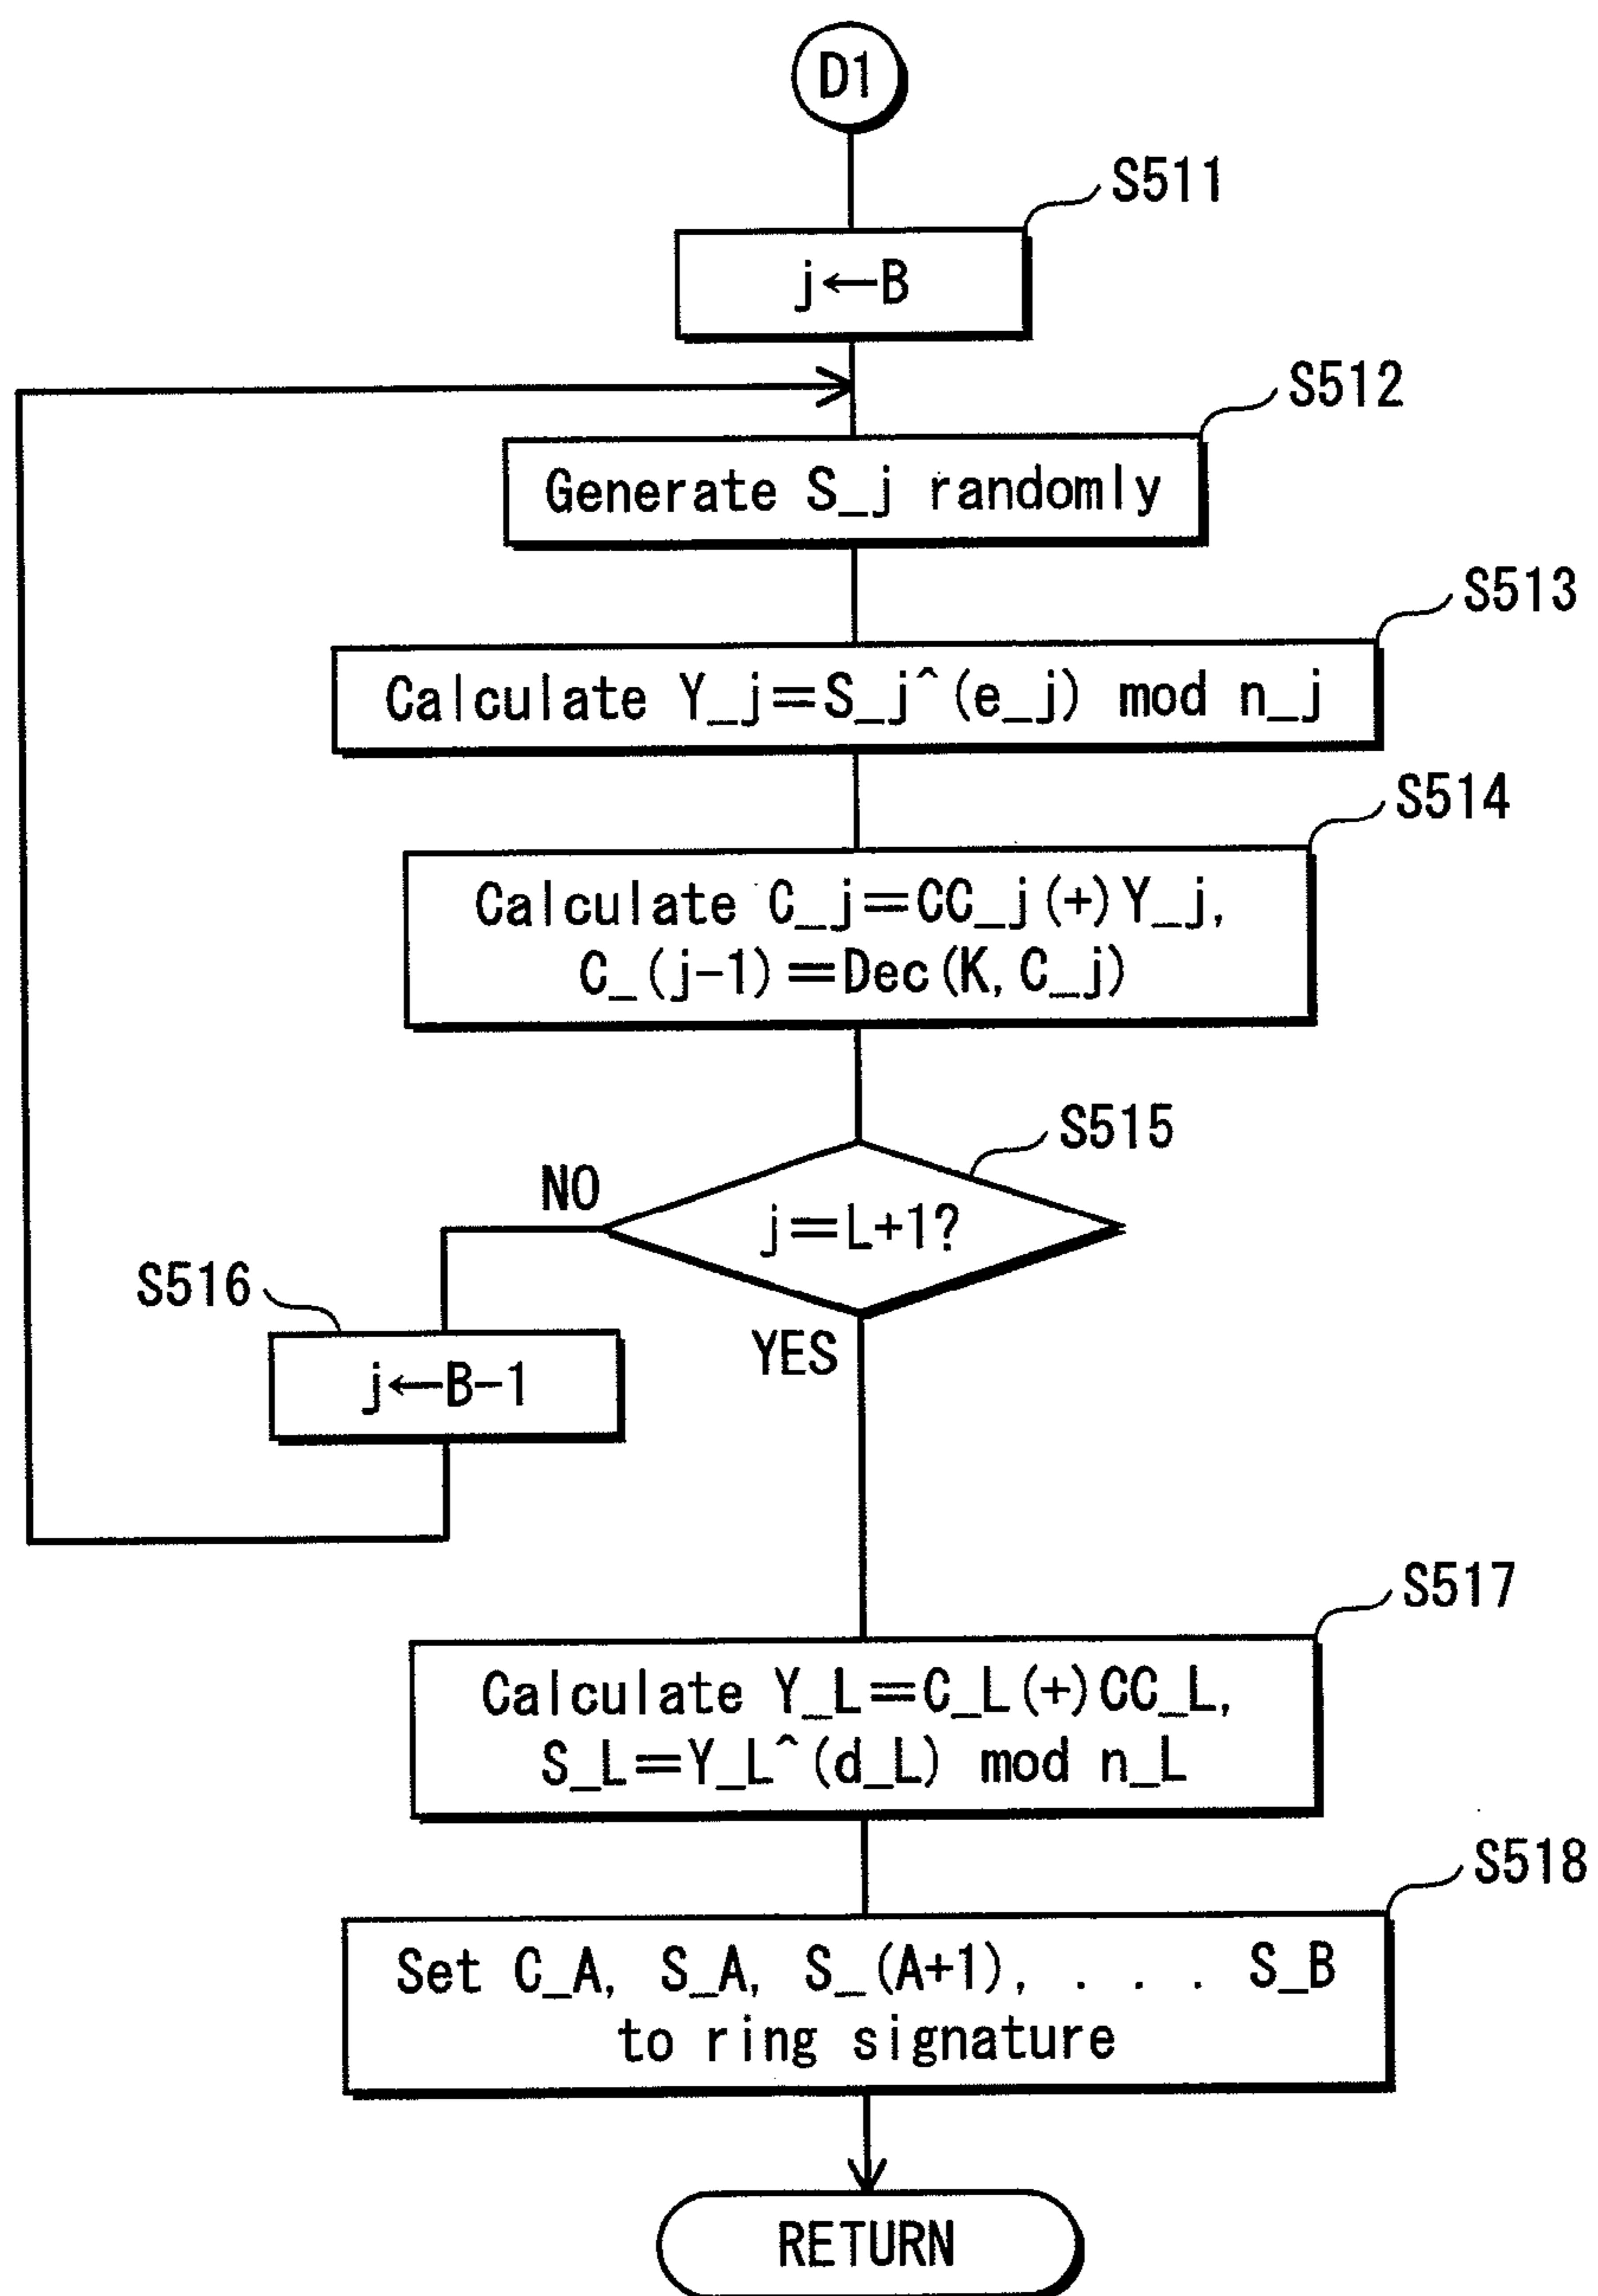 D1
S511
j←B
S512
Generate S_j randomly
S513
Calculate Y_j=S_j^(e_j) mod n_j
S514
Calculate C_j=CC_j(+)Y_j,
C_(j-1)=Dec(K,C_j)
S515
NO
j=L+1?
S516
YES
j←B-1
S517
Calculate Y_L=C_L(+)CC_L,
S_L=Y_L^(d_L) mod n_L
S518
Set C_A, S_A, S_(A+1), . . . S_B
to ring signature
RETURN